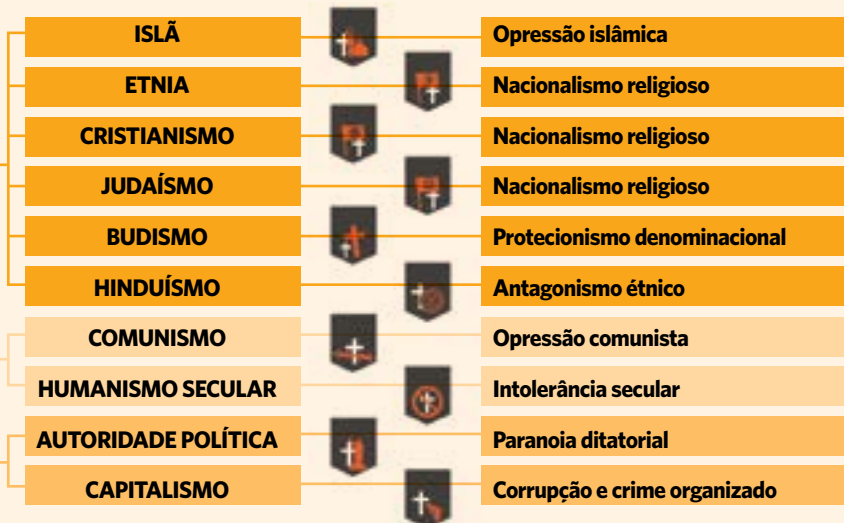 ISLÃ Opressão islâmica
ETNIA Nacionalismo religioso
CRISTIANISMO Nacionalismo religioso
JUDAÍSMO Nacionalismo religioso
BUDISMO Protecionismo denominacional
HINDUÍSMO Antagonismo étnico
COMUNISMO Opressão comunista
HUMANISMO SECULAR Intolerância secular
AUTORIDADE POLÍTICA Paranoia ditatorial
CAPITALISMO Corrupção e crime organizado